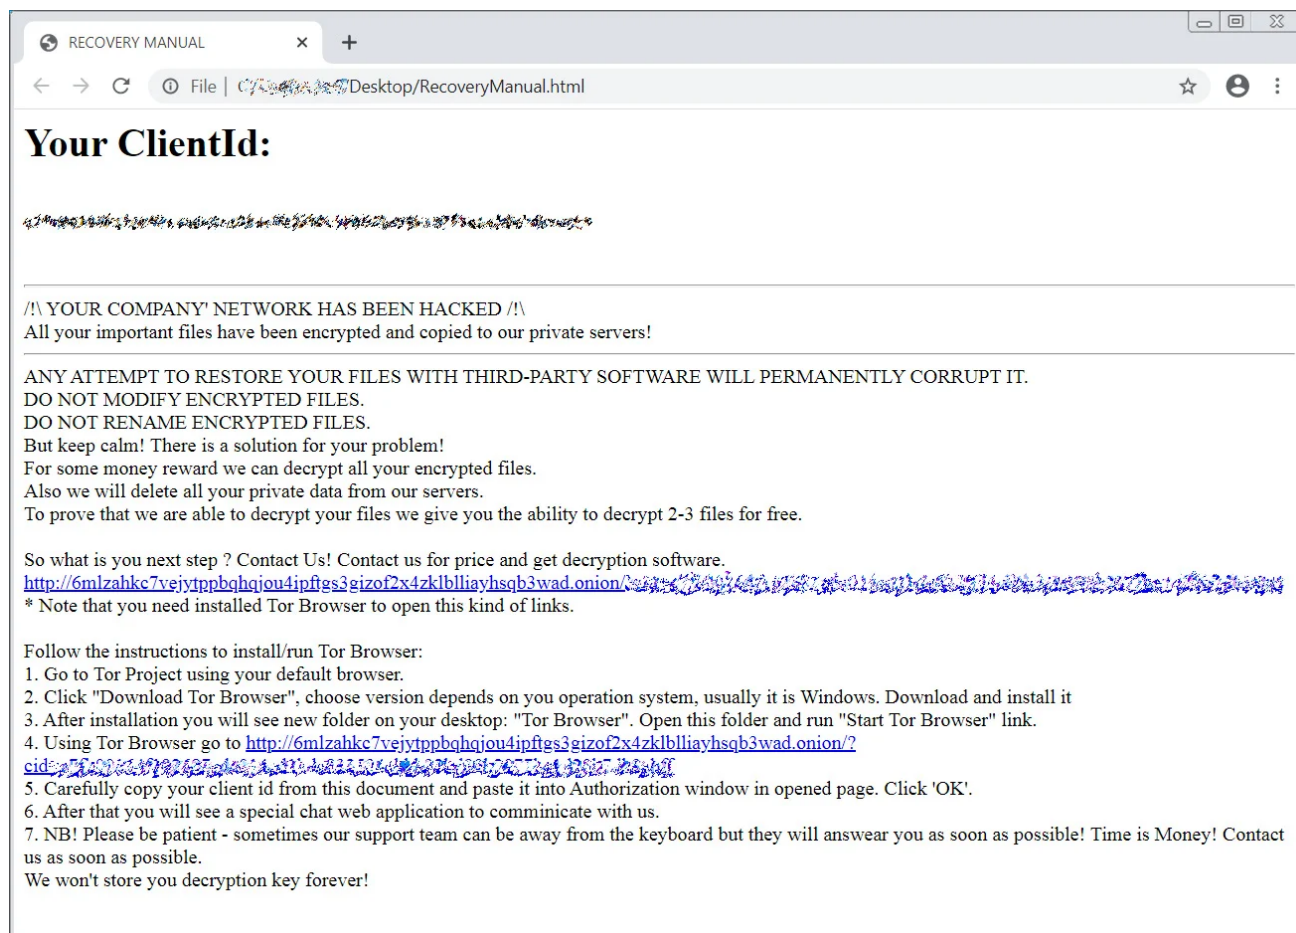 RECOVERY MANUAL
File | Desktop/RecoveryManual.html
Your ClientId:
/!\ YOUR COMPANY' NETWORK HAS BEEN HACKED /!\
All your important files have been encrypted and copied to our private servers!
ANY ATTEMPT TO RESTORE YOUR FILES WITH THIRD-PARTY SOFTWARE WILL PERMANENTLY CORRUPT IT.
DO NOT MODIFY ENCRYPTED FILES.
DO NOT RENAME ENCRYPTED FILES.
But keep calm! There is a solution for your problem!
For some money reward we can decrypt all your encrypted files.
Also we will delete all your private data from our servers.
To prove that we are able to decrypt your files we give you the ability to decrypt 2-3 files for free.
So what is you next step ? Contact Us! Contact us for price and get decryption software.
http://6mlzahkc7vejytppbqhqjou4ipftgs3gizof2x4zklblliayhsqb3wad.onion/
* Note that you need installed Tor Browser to open this kind of links.
Follow the instructions to install/run Tor Browser:
1. Go to Tor Project using your default browser.
2. Click "Download Tor Browser", choose version depends on you operation system, usually it is Windows. Download and install it
3. After installation you will see new folder on your desktop: "Tor Browser". Open this folder and run "Start Tor Browser" link.
4. Using Tor Browser go to http://6mlzahkc7vejytppbqhqjou4ipftgs3gizof2x4zklblliayhsqb3wad.onion/?
cid
5. Carefully copy your client id from this document and paste it into Authorization window in opened page. Click 'OK'.
6. After that you will see a special chat web application to comminicate with us.
7. NB! Please be patient - sometimes our support team can be away from the keyboard but they will answear you as soon as possible! Time is Money! Contact
us as soon as possible.
We won't store you decryption key forever!